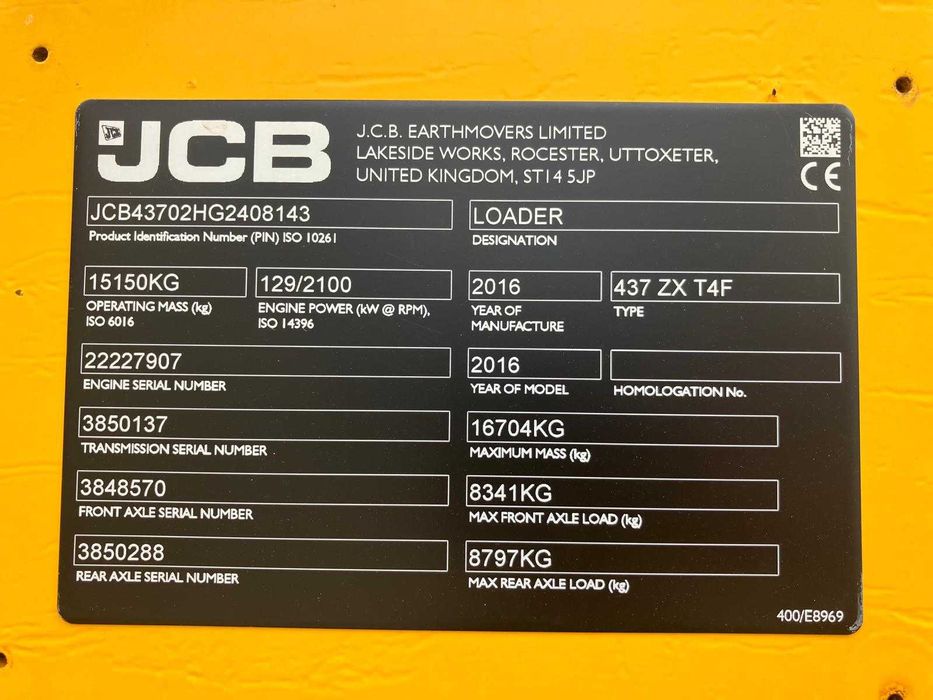 JCB
J.C.B. EARTHMOVERS LIMITED
LAKESIDE WORKS, ROCESTER, UTTOXETER,
UNITED KINGDOM, ST14 5JP
CE
JCB43702HG2408143
Product Identification Number (PIN) ISO 10261
LOADER
DESIGNATION
15150KG
OPERATING MASS (kg)
ISO 6016
129/2100
ENGINE POWER (kW @ RPM),
ISO 14396
2016
YEAR OF
MANUFACTURE
437 ZX T4F
TYPE
22227907
ENGINE SERIAL NUMBER
2016
YEAR OF MODEL
HOMOLOGATION No.
3850137
TRANSMISSION SERIAL NUMBER
16704KG
MAXIMUM MASS (kg)
3848570
FRONT AXLE SERIAL NUMBER
8341KG
MAX FRONT AXLE LOAD (kg)
3850288
REAR AXLE SERIAL NUMBER
8797KG
MAX REAR AXLE LOAD (kg)
400/E8969